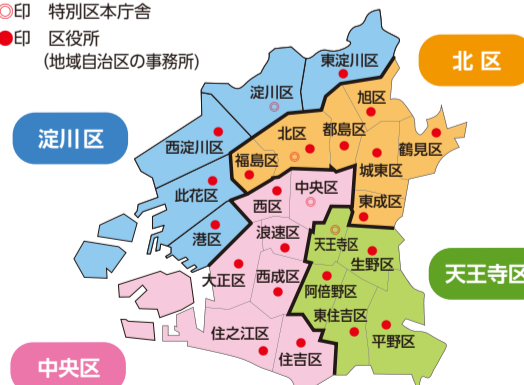 ◎印 特別区本庁舎
●印 区役所
(地域自治区の事務所)
東淀川区
北区
淀川区
旭区
淀川区
西淀川区
北区
都島区
鶴見区
福島区
城東区
此花区
中央区
東成区
西区
港区
浪速区
天王寺区
生野区
天王寺区
大正区
西成区
阿倍野区
東住吉区
住之江区
平野区
住吉区
中央区